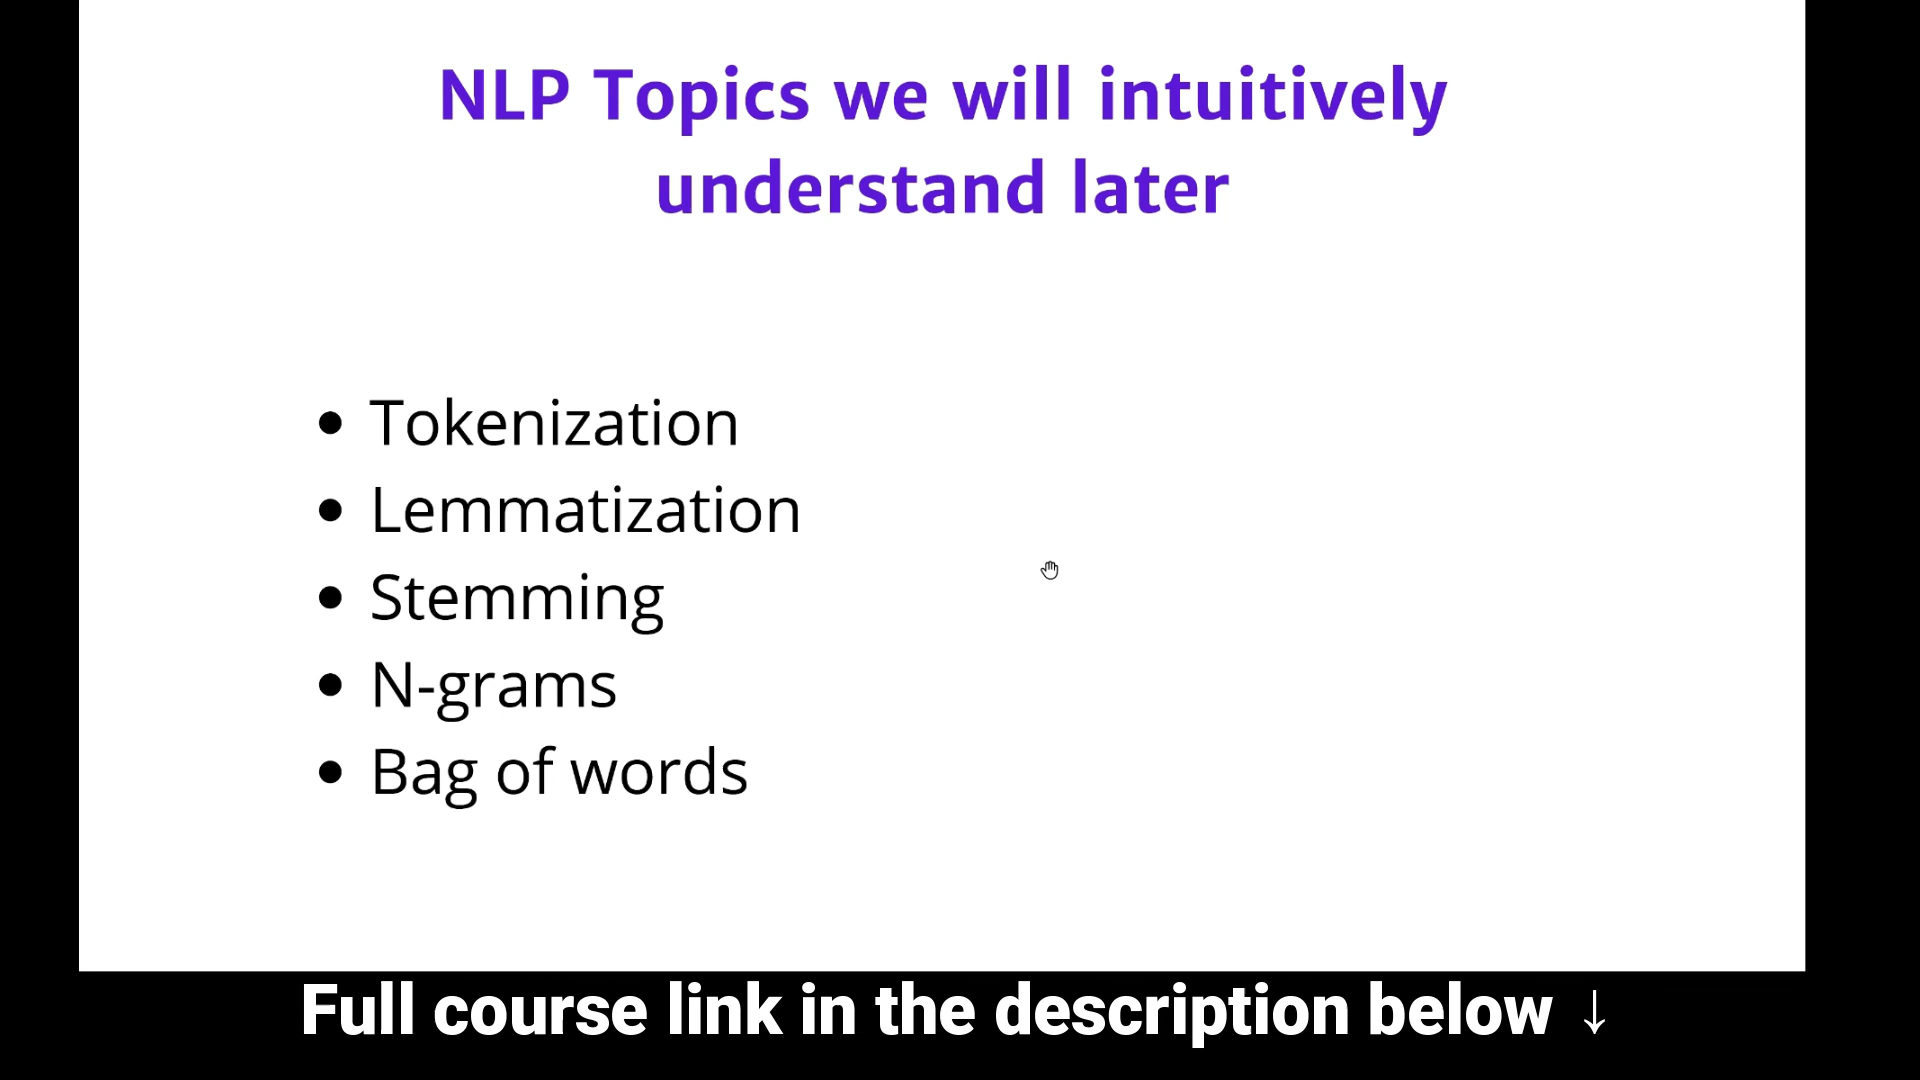 NLP Topics we will intuitively
understand later
• Tokenization
• Lemmatization
• Stemming
• N-grams
• Bag of words
Full course link in the description below ↓